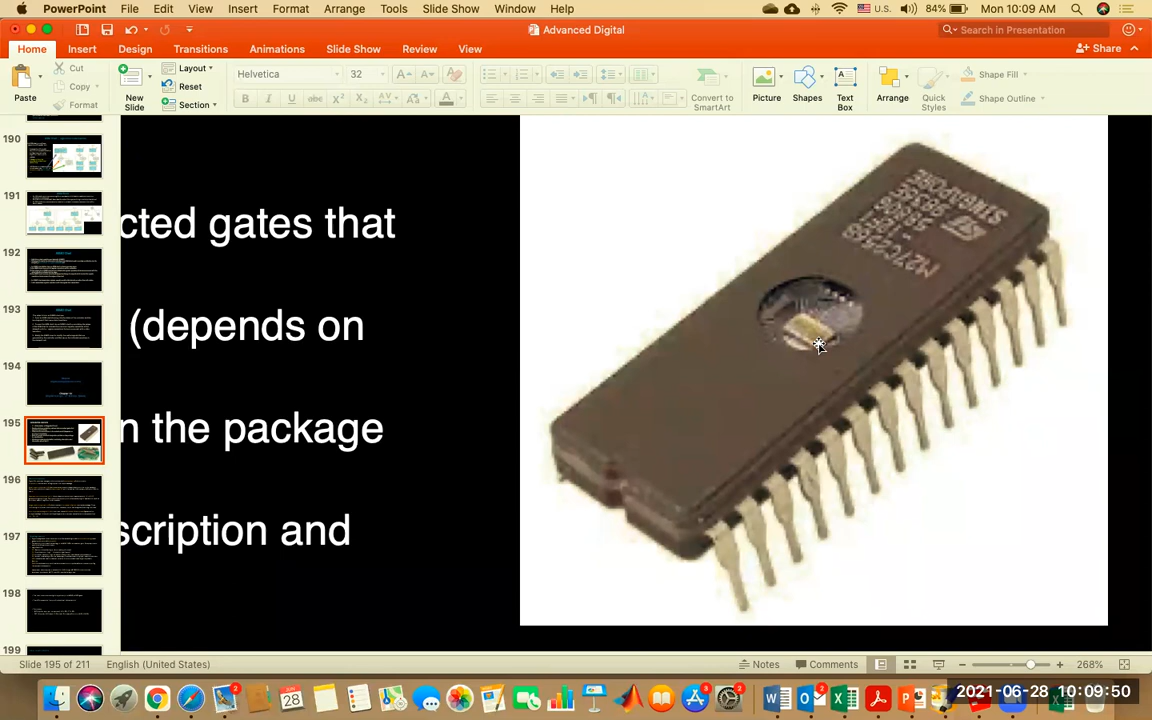 PowerPoint File Edit View Insert Format Arrange Tools Slide Show Window Help U.S. 84% Mon 10:09 AM
Advanced Digital
Search in Presentation
Home Insert Design Transitions Animations Slide Show Review View
Share
Paste
Cut
Copy
Format
New Slide
Layout
Reset
Section
Helvetica 32
Convert to SmartArt
Picture
Shapes
Text Box
Arrange
Quick Styles
Shape Fill
Shape Outline
190
191
192
193
194
195
196
197
198
199
cted gates that
(depends on
n the package
scription and
Slide 195 of 211 English (United States) Notes Comments 268%
2021-06-28 10:09:50